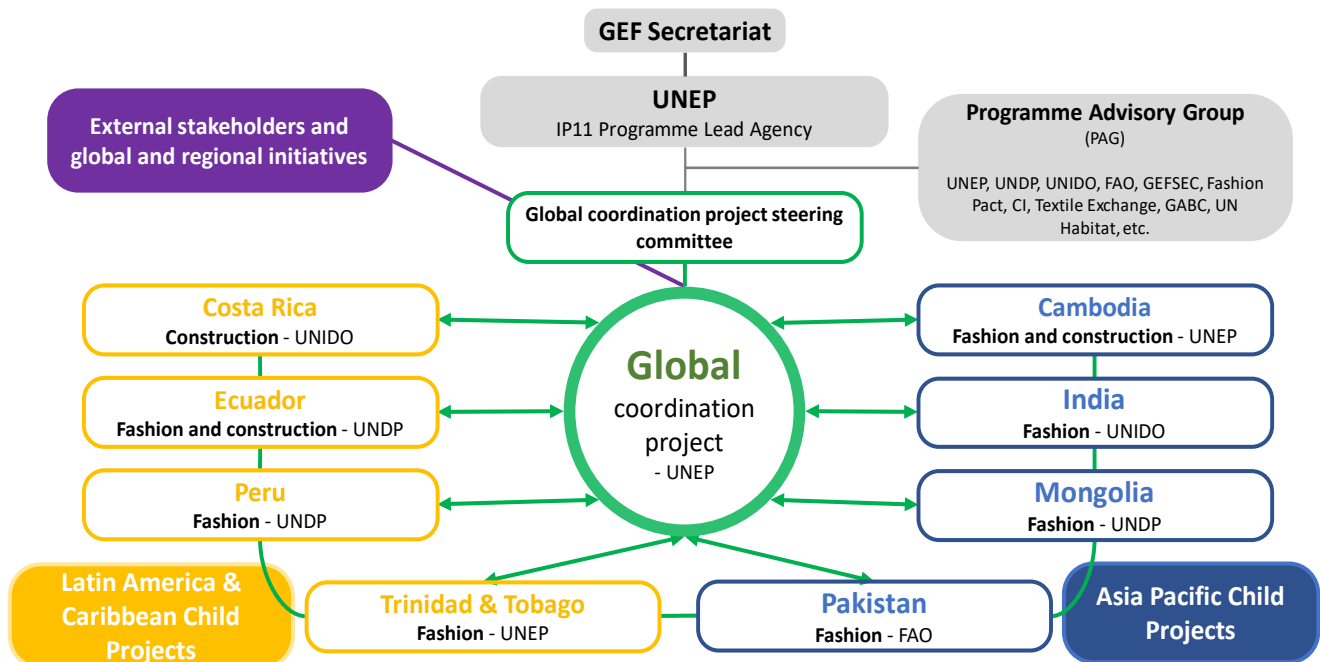 GEF Secretariat
UNEP
IP11 Programme Lead Agency
External stakeholders and
global and regional initiatives
Programme Advisory Group
(PAG)
UNEP, UNDP, UNIDO, FAO, GEFSEC, Fashion
Pact, CI, Textile Exchange, GABC, UN
Habitat, etc.
Global coordination project steering
committee
Costa Rica
Construction - UNIDO
Ecuador
Fashion and construction - UNDP
Peru
Fashion - UNDP
Global
coordination
project
- UNEP
Cambodia
Fashion and construction - UNEP
India
Fashion - UNIDO
Mongolia
Fashion - UNDP
Latin America &
Caribbean Child
Projects
Trinidad & Tobago
Fashion - UNEP
Pakistan
Fashion - FAO
Asia Pacific Child
Projects